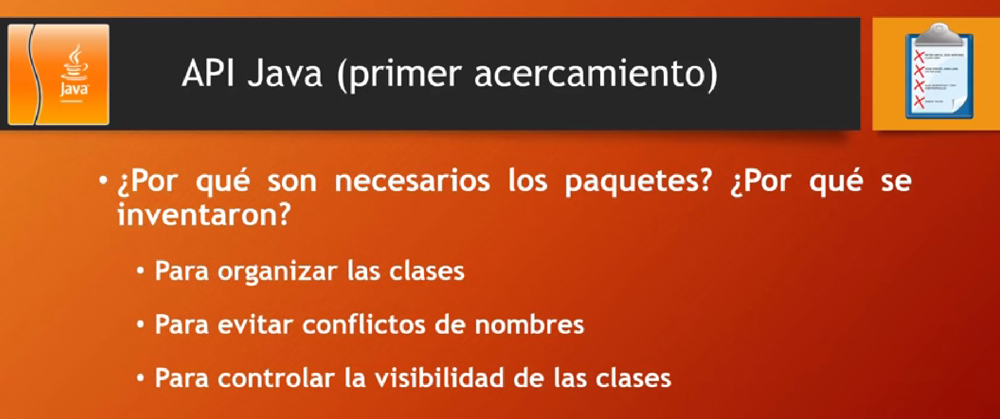 Java
API Java (primer acercamiento)
• ¿Por qué son necesarios los paquetes? ¿Por qué se
inventaron?
• Para organizar las clases
• Para evitar conflictos de nombres
• Para controlar la visibilidad de las clases